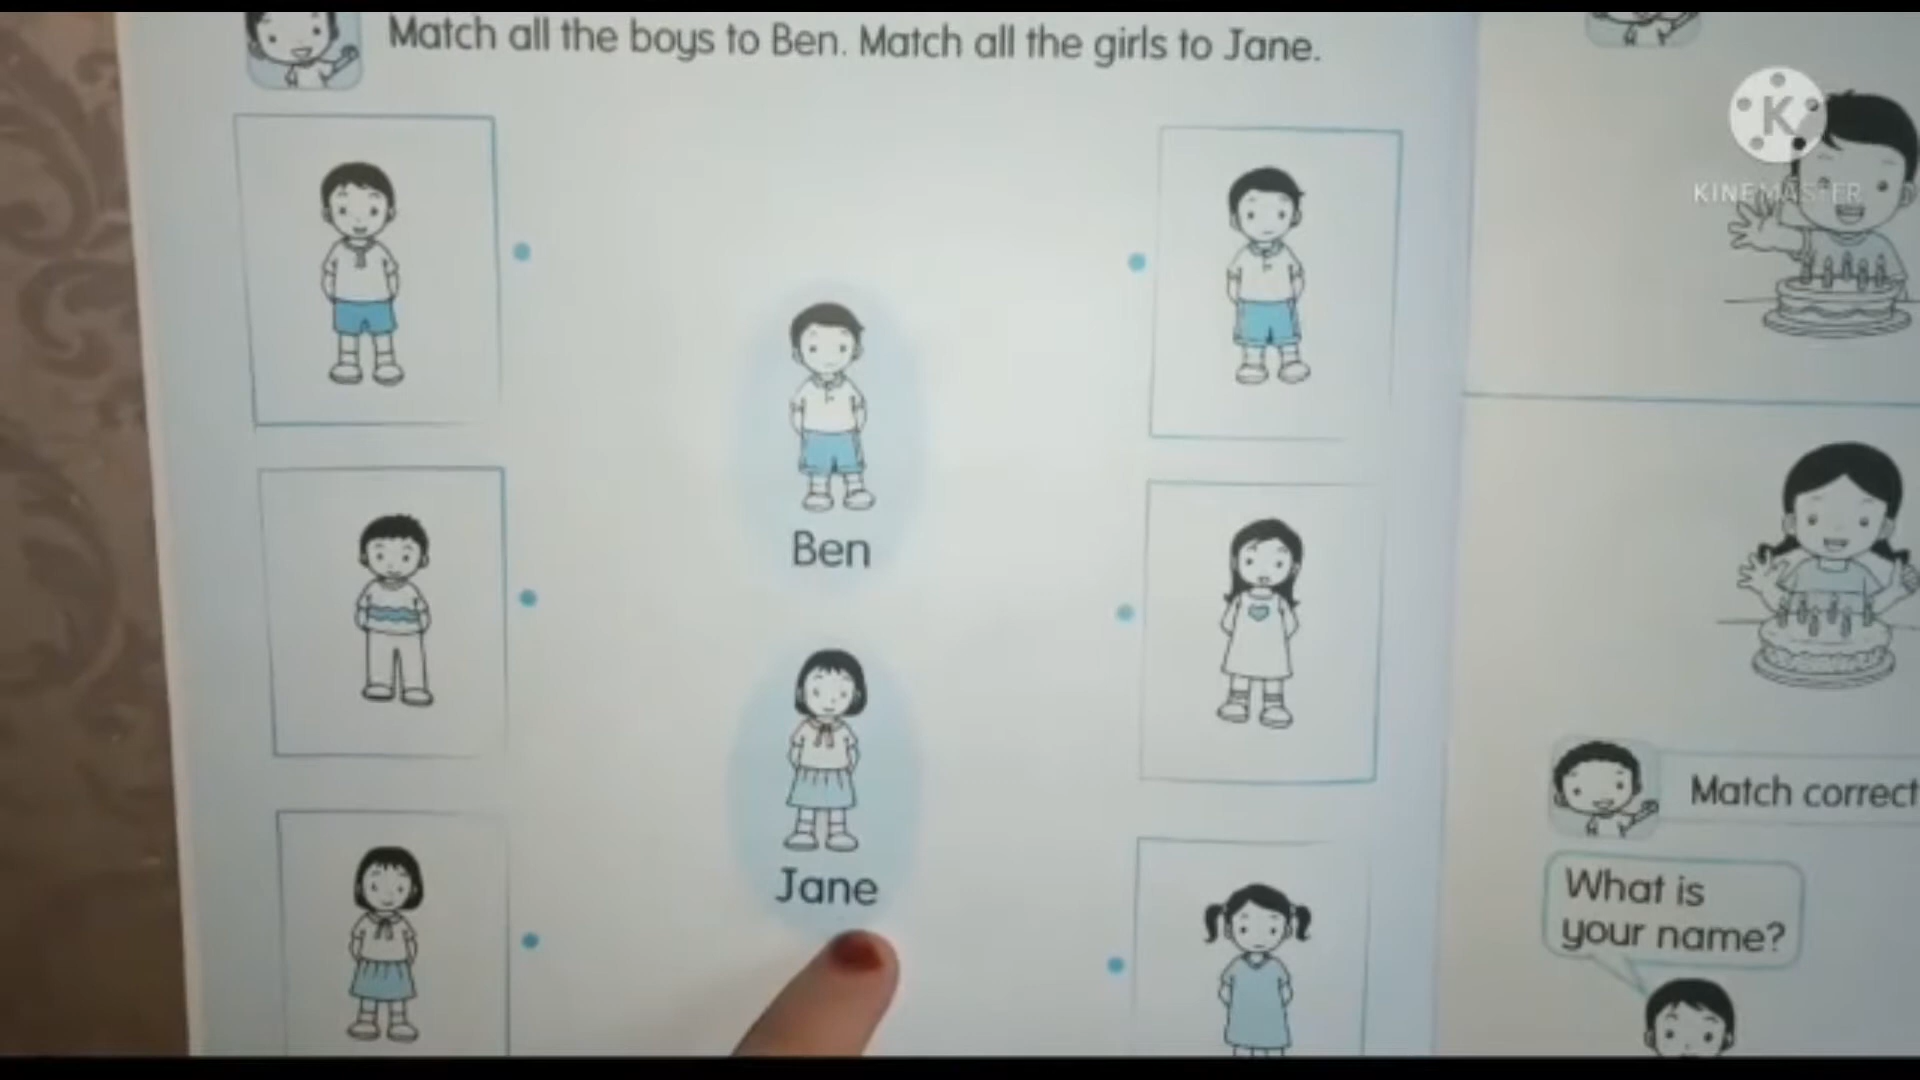 Match all the boys to Ben. Match all the girls to Jane.
K
KINEMASTER
Ben
Jane
Match correct
What is
your name?